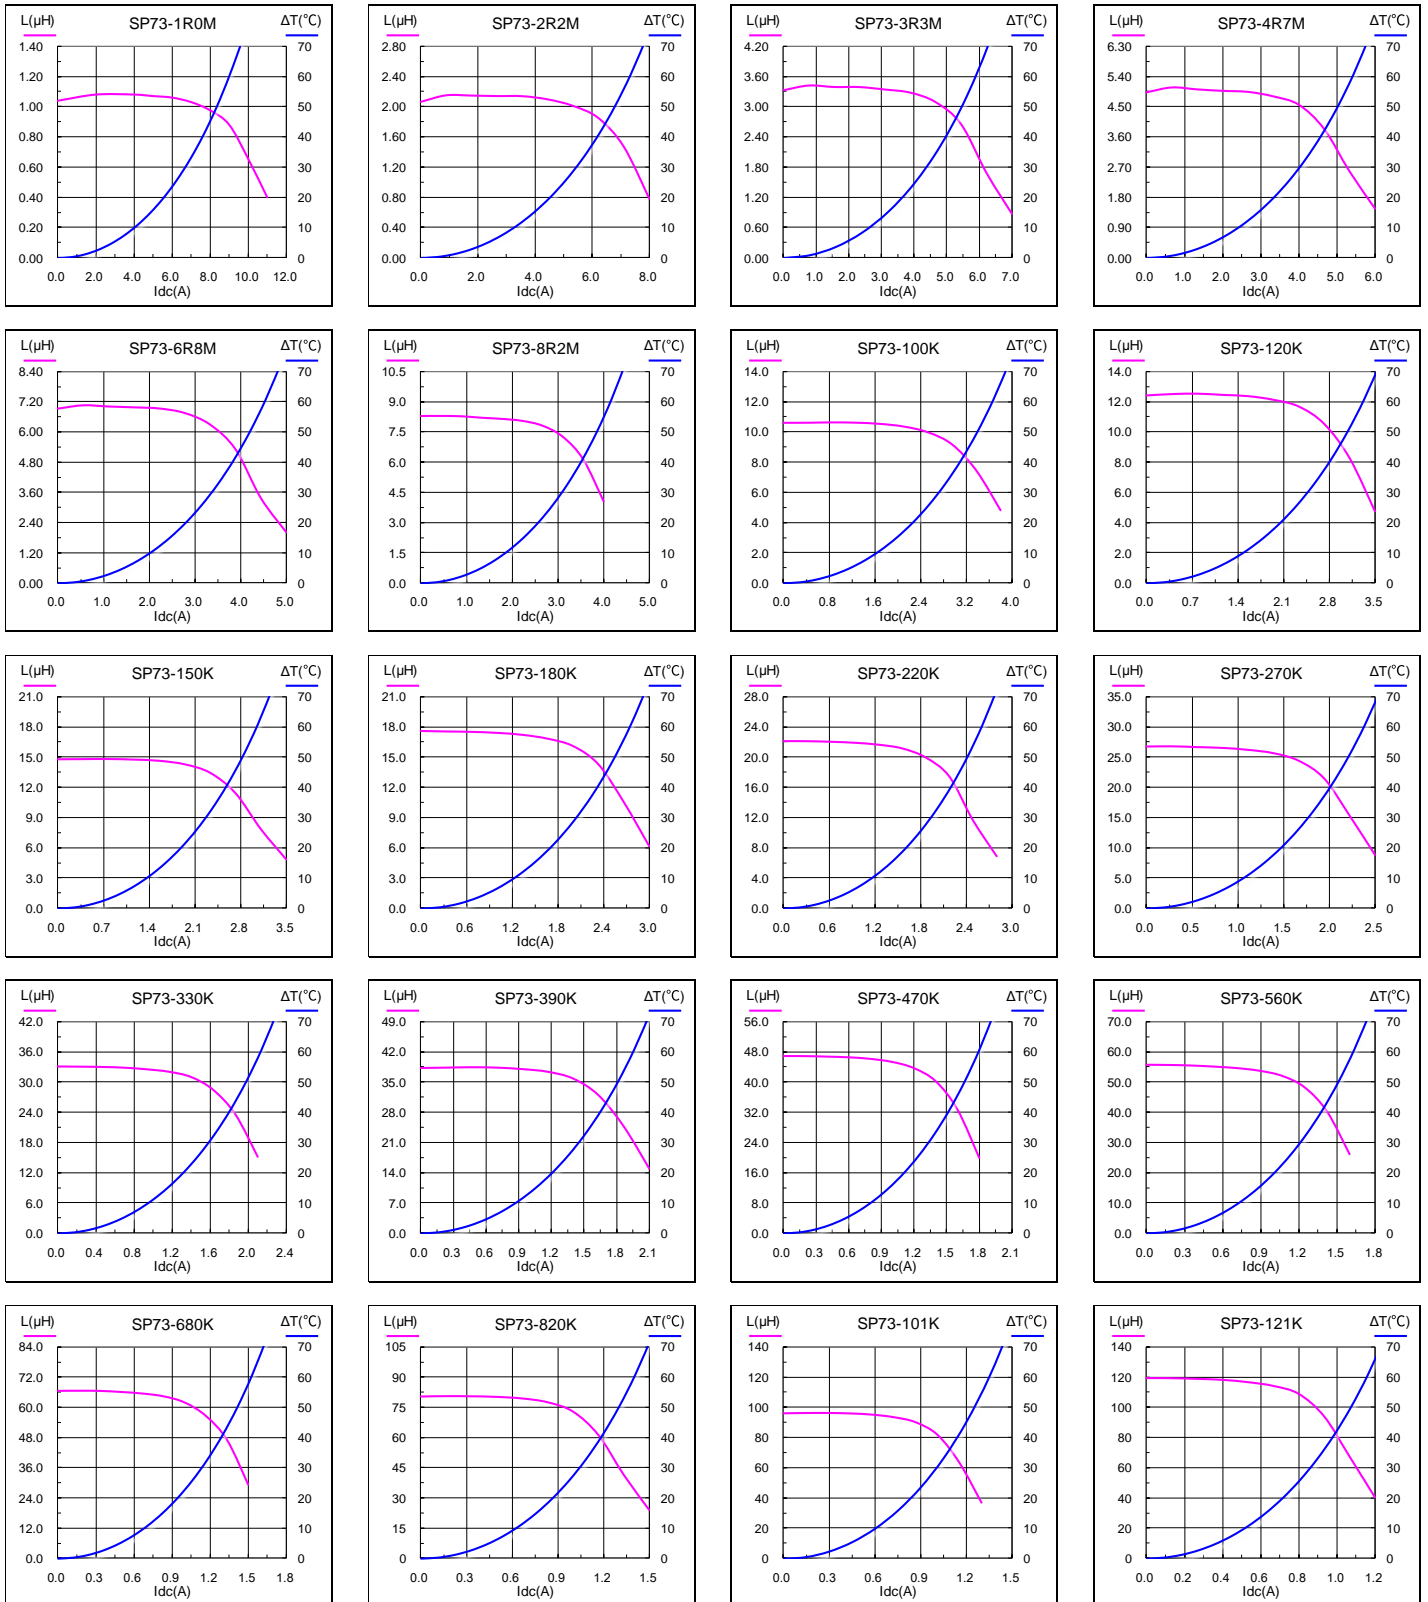 L(μH) SP73-1R0M ΔT(℃)
1.40 70
1.20 60
1.00 50
0.80 40
0.60 30
0.40 20
0.20 10
0.00 0
0.0 2.0 4.0 6.0 8.0 10.0 12.0
Idc(A)
L(μH) SP73-2R2M ΔT(℃)
2.80 70
2.40 60
2.00 50
1.60 40
1.20 30
0.80 20
0.40 10
0.00 0
0.0 2.0 4.0 6.0 8.0
Idc(A)
L(μH) SP73-3R3M ΔT(℃)
4.20 70
3.60 60
3.00 50
2.40 40
1.80 30
1.20 20
0.60 10
0.00 0
0.0 1.0 2.0 3.0 4.0 5.0 6.0 7.0
Idc(A)
L(μH) SP73-4R7M ΔT(℃)
6.30 70
5.40 60
4.50 50
3.60 40
2.70 30
1.80 20
0.90 10
0.00 0
0.0 1.0 2.0 3.0 4.0 5.0 6.0
Idc(A)
L(μH) SP73-6R8M ΔT(℃)
8.40 70
7.20 60
6.00 50
4.80 40
3.60 30
2.40 20
1.20 10
0.00 0
0.0 1.0 2.0 3.0 4.0 5.0
Idc(A)
L(μH) SP73-8R2M ΔT(℃)
10.5 70
9.0 60
7.5 50
6.0 40
4.5 30
3.0 20
1.5 10
0.0 0
0.0 1.0 2.0 3.0 4.0 5.0
Idc(A)
L(μH) SP73-100K ΔT(℃)
14.0 70
12.0 60
10.0 50
8.0 40
6.0 30
4.0 20
2.0 10
0.0 0
0.0 0.8 1.6 2.4 3.2 4.0
Idc(A)
L(μH) SP73-120K ΔT(℃)
14.0 70
12.0 60
10.0 50
8.0 40
6.0 30
4.0 20
2.0 10
0.0 0
0.0 0.7 1.4 2.1 2.8 3.5
Idc(A)
L(μH) SP73-150K ΔT(℃)
21.0 70
18.0 60
15.0 50
12.0 40
9.0 30
6.0 20
3.0 10
0.0 0
0.0 0.7 1.4 2.1 2.8 3.5
Idc(A)
L(μH) SP73-180K ΔT(℃)
21.0 70
18.0 60
15.0 50
12.0 40
9.0 30
6.0 20
3.0 10
0.0 0
0.0 0.6 1.2 1.8 2.4 3.0
Idc(A)
L(μH) SP73-220K ΔT(℃)
28.0 70
24.0 60
20.0 50
16.0 40
12.0 30
8.0 20
4.0 10
0.0 0
0.0 0.6 1.2 1.8 2.4 3.0
Idc(A)
L(μH) SP73-270K ΔT(℃)
35.0 70
30.0 60
25.0 50
20.0 40
15.0 30
10.0 20
5.0 10
0.0 0
0.0 0.5 1.0 1.5 2.0 2.5
Idc(A)
L(μH) SP73-330K ΔT(℃)
42.0 70
36.0 60
30.0 50
24.0 40
18.0 30
12.0 20
6.0 10
0.0 0
0.0 0.4 0.8 1.2 1.6 2.0 2.4
Idc(A)
L(μH) SP73-390K ΔT(℃)
49.0 70
42.0 60
35.0 50
28.0 40
21.0 30
14.0 20
7.0 10
0.0 0
0.0 0.3 0.6 0.9 1.2 1.5 1.8 2.1
Idc(A)
L(μH) SP73-470K ΔT(℃)
56.0 70
48.0 60
40.0 50
32.0 40
24.0 30
16.0 20
8.0 10
0.0 0
0.0 0.3 0.6 0.9 1.2 1.5 1.8 2.1
Idc(A)
L(μH) SP73-560K ΔT(℃)
70.0 70
60.0 60
50.0 50
40.0 40
30.0 30
20.0 20
10.0 10
0.0 0
0.0 0.3 0.6 0.9 1.2 1.5 1.8
Idc(A)
L(μH) SP73-680K ΔT(℃)
84.0 70
72.0 60
60.0 50
48.0 40
36.0 30
24.0 20
12.0 10
0.0 0
0.0 0.3 0.6 0.9 1.2 1.5 1.8
Idc(A)
L(μH) SP73-820K ΔT(℃)
105 70
90 60
75 50
60 40
45 30
30 20
15 10
0 0
0.0 0.3 0.6 0.9 1.2 1.5
Idc(A)
L(μH) SP73-101K ΔT(℃)
140 70
120 60
100 50
80 40
60 30
40 20
20 10
0 0
0.0 0.3 0.6 0.9 1.2 1.5
Idc(A)
L(μH) SP73-121K ΔT(℃)
140 70
120 60
100 50
80 40
60 30
40 20
20 10
0 0
0.0 0.2 0.4 0.6 0.8 1.0 1.2
Idc(A)